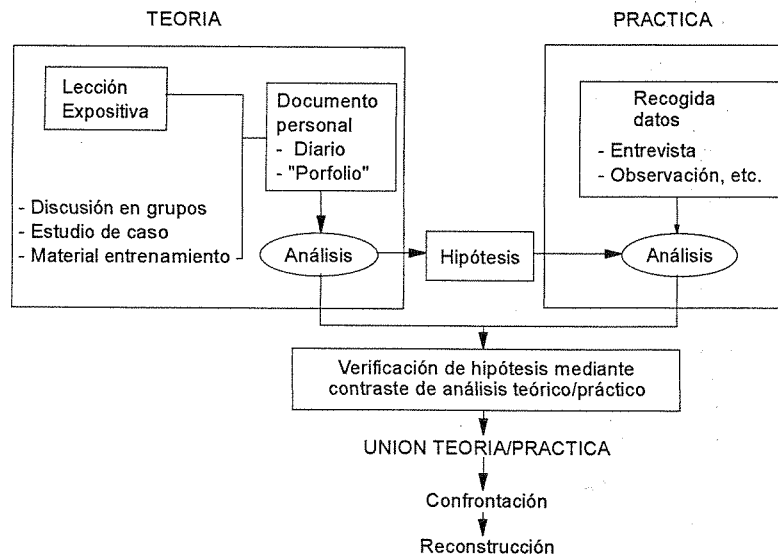 TEORIA
PRACTICA
Lección
Expositiva
Documento
personal
- Diario
- "Porfolio"
- Discusión en grupos
- Estudio de caso
- Material entrenamiento
Análisis
Hipótesis
Recogida
datos
- Entrevista
- Observación, etc.
Análisis
Verificación de hipótesis mediante
contraste de análisis teórico/práctico
UNION TEORIA/PRACTICA
Confrontación
Reconstrucción